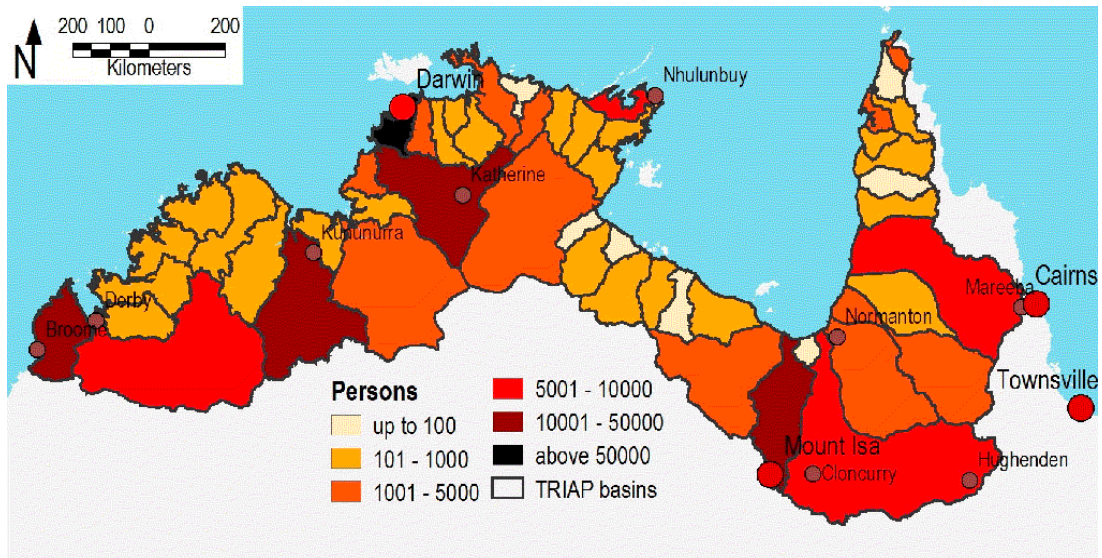 200 100 0 200
Kilometers
N
Darwin
Nhulunbuy
Katherine
Kununurra
Derby
Broome
Cairns
Mareeba
Normanton
Townsville
Mount Isa
Cloncurry
Hughenden
Persons
up to 100
101 - 1000
1001 - 5000
5001 - 10000
10001 - 50000
above 50000
TRIAP basins